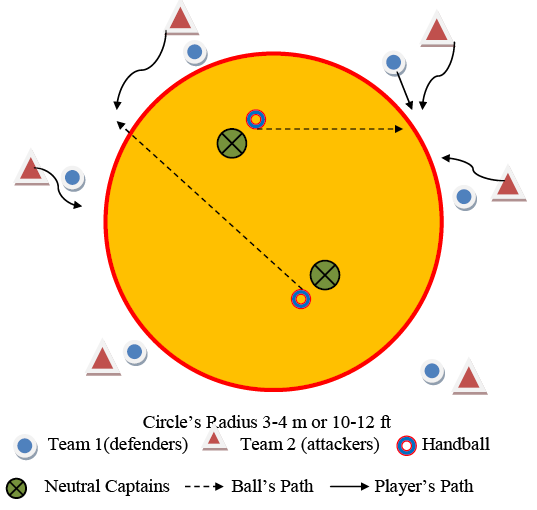 Circle's Radius 3-4 m or 10-12 ft
Team 1(defenders) Team 2 (attackers) Handball
Neutral Captains Ball's Path Player's Path